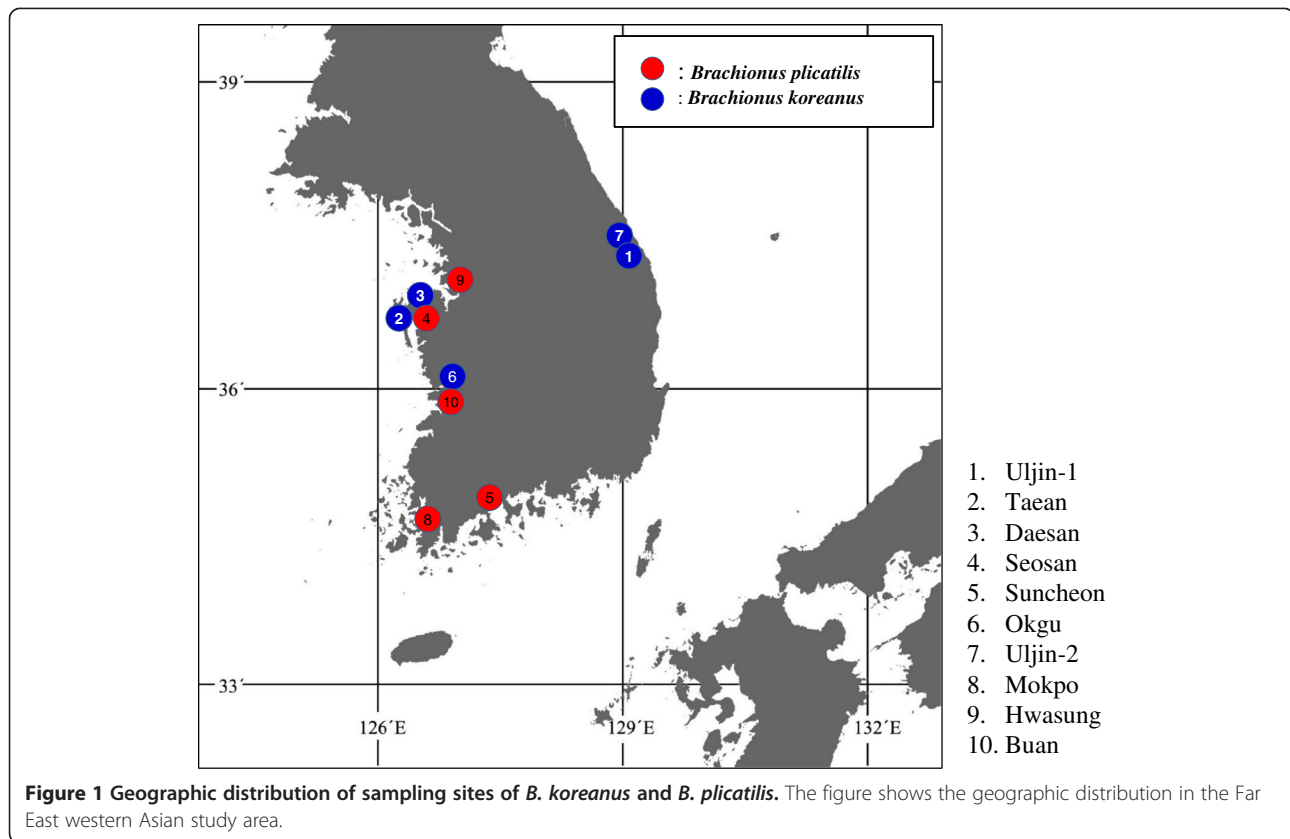 : Brachionus plicatilis
: Brachionus koreanus
39´
7
1
9
3
2
4
6
36´
10
5
8
33´
126´E
129´E
132´E
1. Uljin-1
2. Taean
3. Daesan
4. Seosan
5. Suncheon
6. Okgu
7. Uljin-2
8. Mokpo
9. Hwasung
10. Buan
Figure 1 Geographic distribution of sampling sites of B. koreanus and B. plicatilis. The figure shows the geographic distribution in the Far
East western Asian study area.